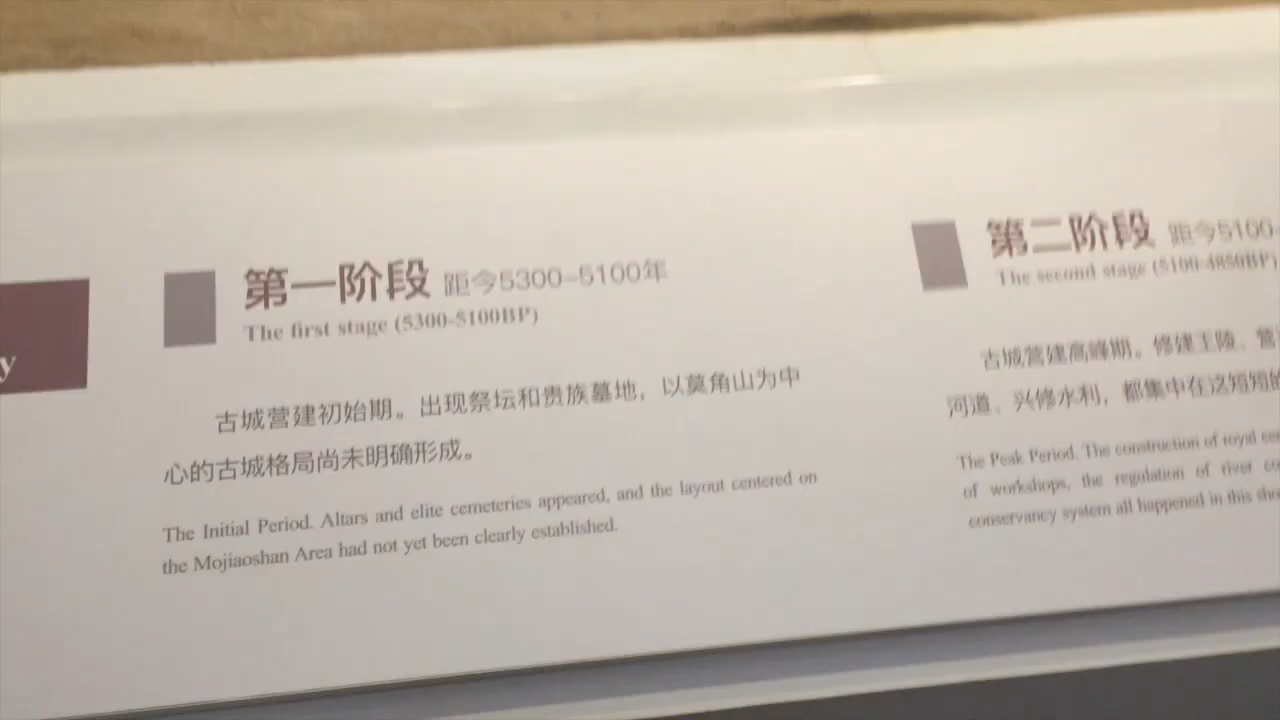 y
第一阶段 距今5300-5100年
The first stage (5300-5100BP)
古城营建初始期。出现祭坛和贵族墓地，以莫角山为中
心的古城格局尚未明确形成。
The Initial Period. Altars and elite cemeteries appeared, and the layout centered on
the Mojiaoshan Area had not yet been clearly established.
第二阶段 距今5100-
The second stage (5100-4850BP)
古城营建高峰期。修建王陵、营
河道、兴修水利，都集中在这短短的
The Peak Period. The construction of royal
of workshops, the regulation of river
conservancy system all happened in this